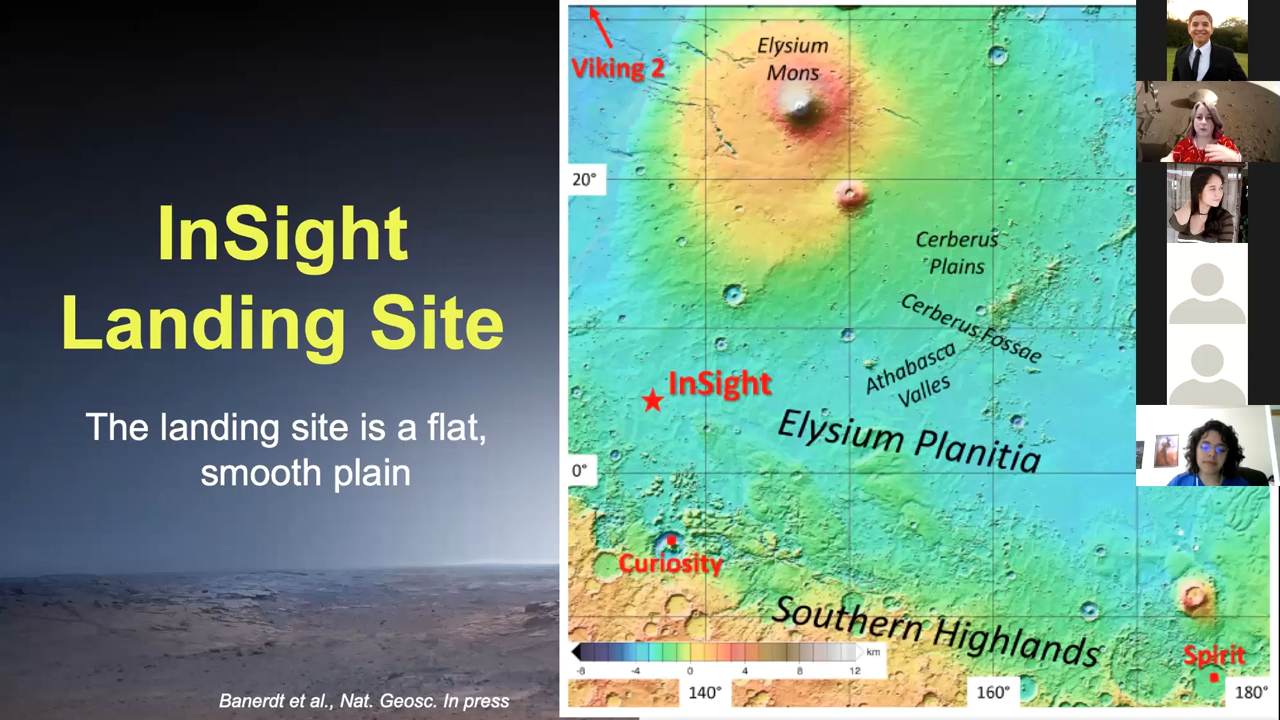 InSight
Landing Site
The landing site is a flat,
smooth plain
Banerdt et al., Nat. Geosc. In press
Viking 2
Elysium
Mons
20°
Cerberus
Plains
Cerberus Fossae
Athabasca
Valles
InSight
Elysium Planitia
0°
Curiosity
Southern Highlands
Spirit
km
-8 -4 0 4 8 12
140° 160° 180°